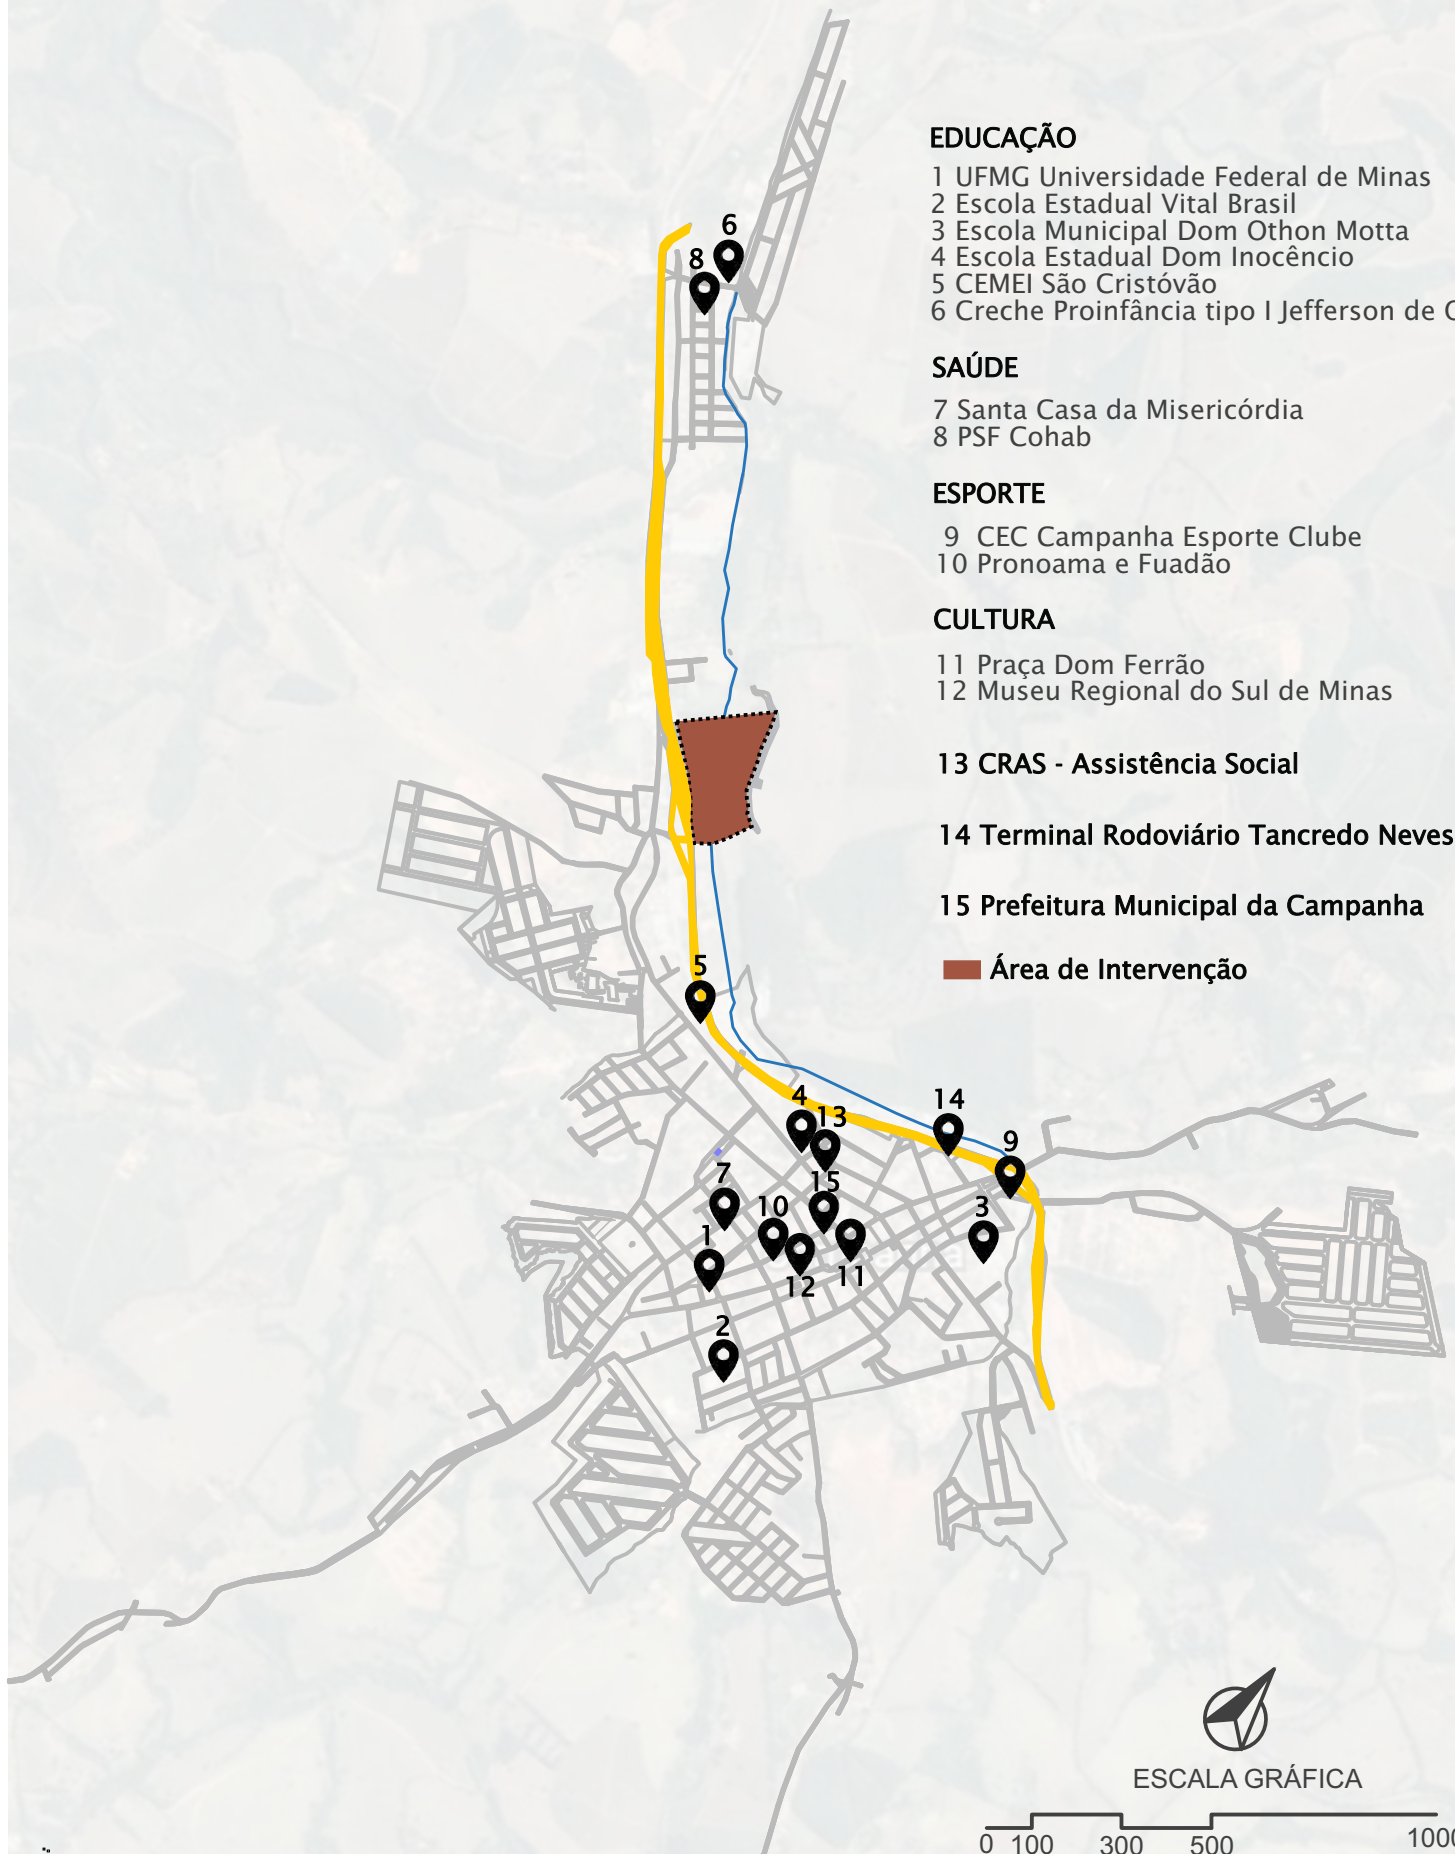 EDUCAÇÃO
1 UFMG Universidade Federal de Minas
2 Escola Estadual Vital Brasil
3 Escola Municipal Dom Othon Motta
4 Escola Estadual Dom Inocêncio
5 CEMEI São Cristóvão
6 Creche Proinfância tipo I Jefferson de
SAÚDE
7 Santa Casa da Misericórdia
8 PSF Cohab
ESPORTE
9 CEC Campanha Esporte Clube
10 Pronoama e Fuadão
CULTURA
11 Praça Dom Ferrão
12 Museu Regional do Sul de Minas
13 CRAS - Assistência Social
14 Terminal Rodoviário Tancredo Neves
15 Prefeitura Municipal da Campanha
Área de Intervenção
6
8
5
4
13
14
9
7
15
10
3
1
12
11
2
ESCALA GRÁFICA
0 100 300 500 1000